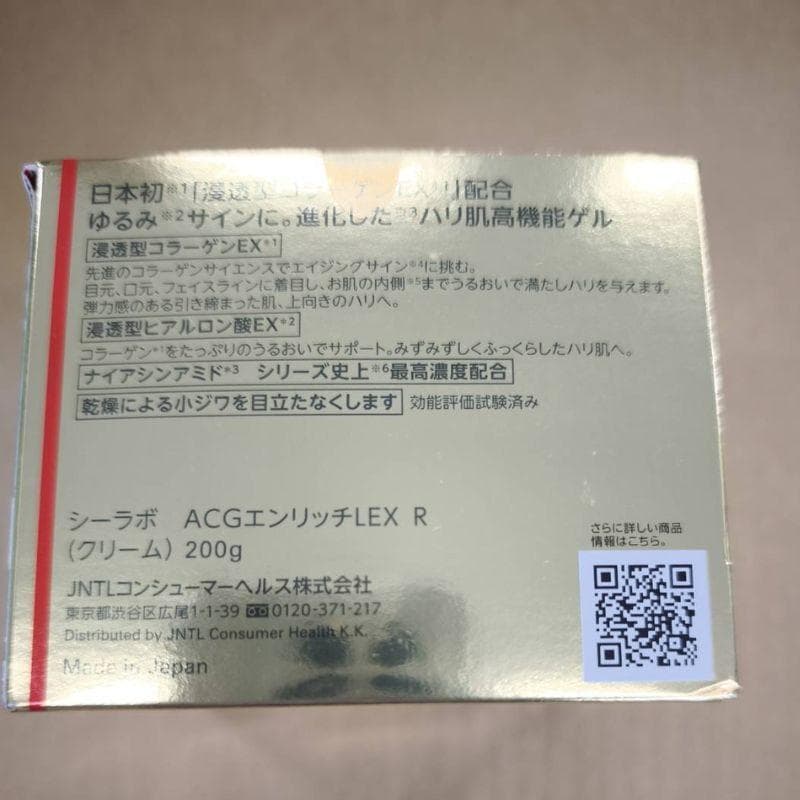 日本初※1「浸透型コラーゲンEX※1」配合
ゆるみ※2サインに。進化した※3ハリ肌高機能ゲル
浸透型コラーゲンEX※1
先進のコラーゲンサイエンスでエイジングサイン※4に挑む。
目元、口元、フェイスラインに着目し、お肌の内側※5までうるおいで満たしハリを与えます。
弾力感のある引き締まった肌、上向きのハリへ。
浸透型ヒアルロン酸EX※2
コラーゲン※1をたっぷりのうるおいでサポート。みずみずしくふっくらしたハリ肌へ。
ナイアシンアミド※3 シリーズ史上※6最高濃度配合
乾燥による小ジワを目立たなくします 効能評価試験済み
シーラボ ACGエンリッチLEX R
(クリーム) 200g
JNTLコンシューマーヘルス株式会社
東京都渋谷区広尾1-1-39 0120-371-217
Distributed by JNTL Consumer Health K.K.
Made in Japan
さらに詳しい商品
情報はこちら。